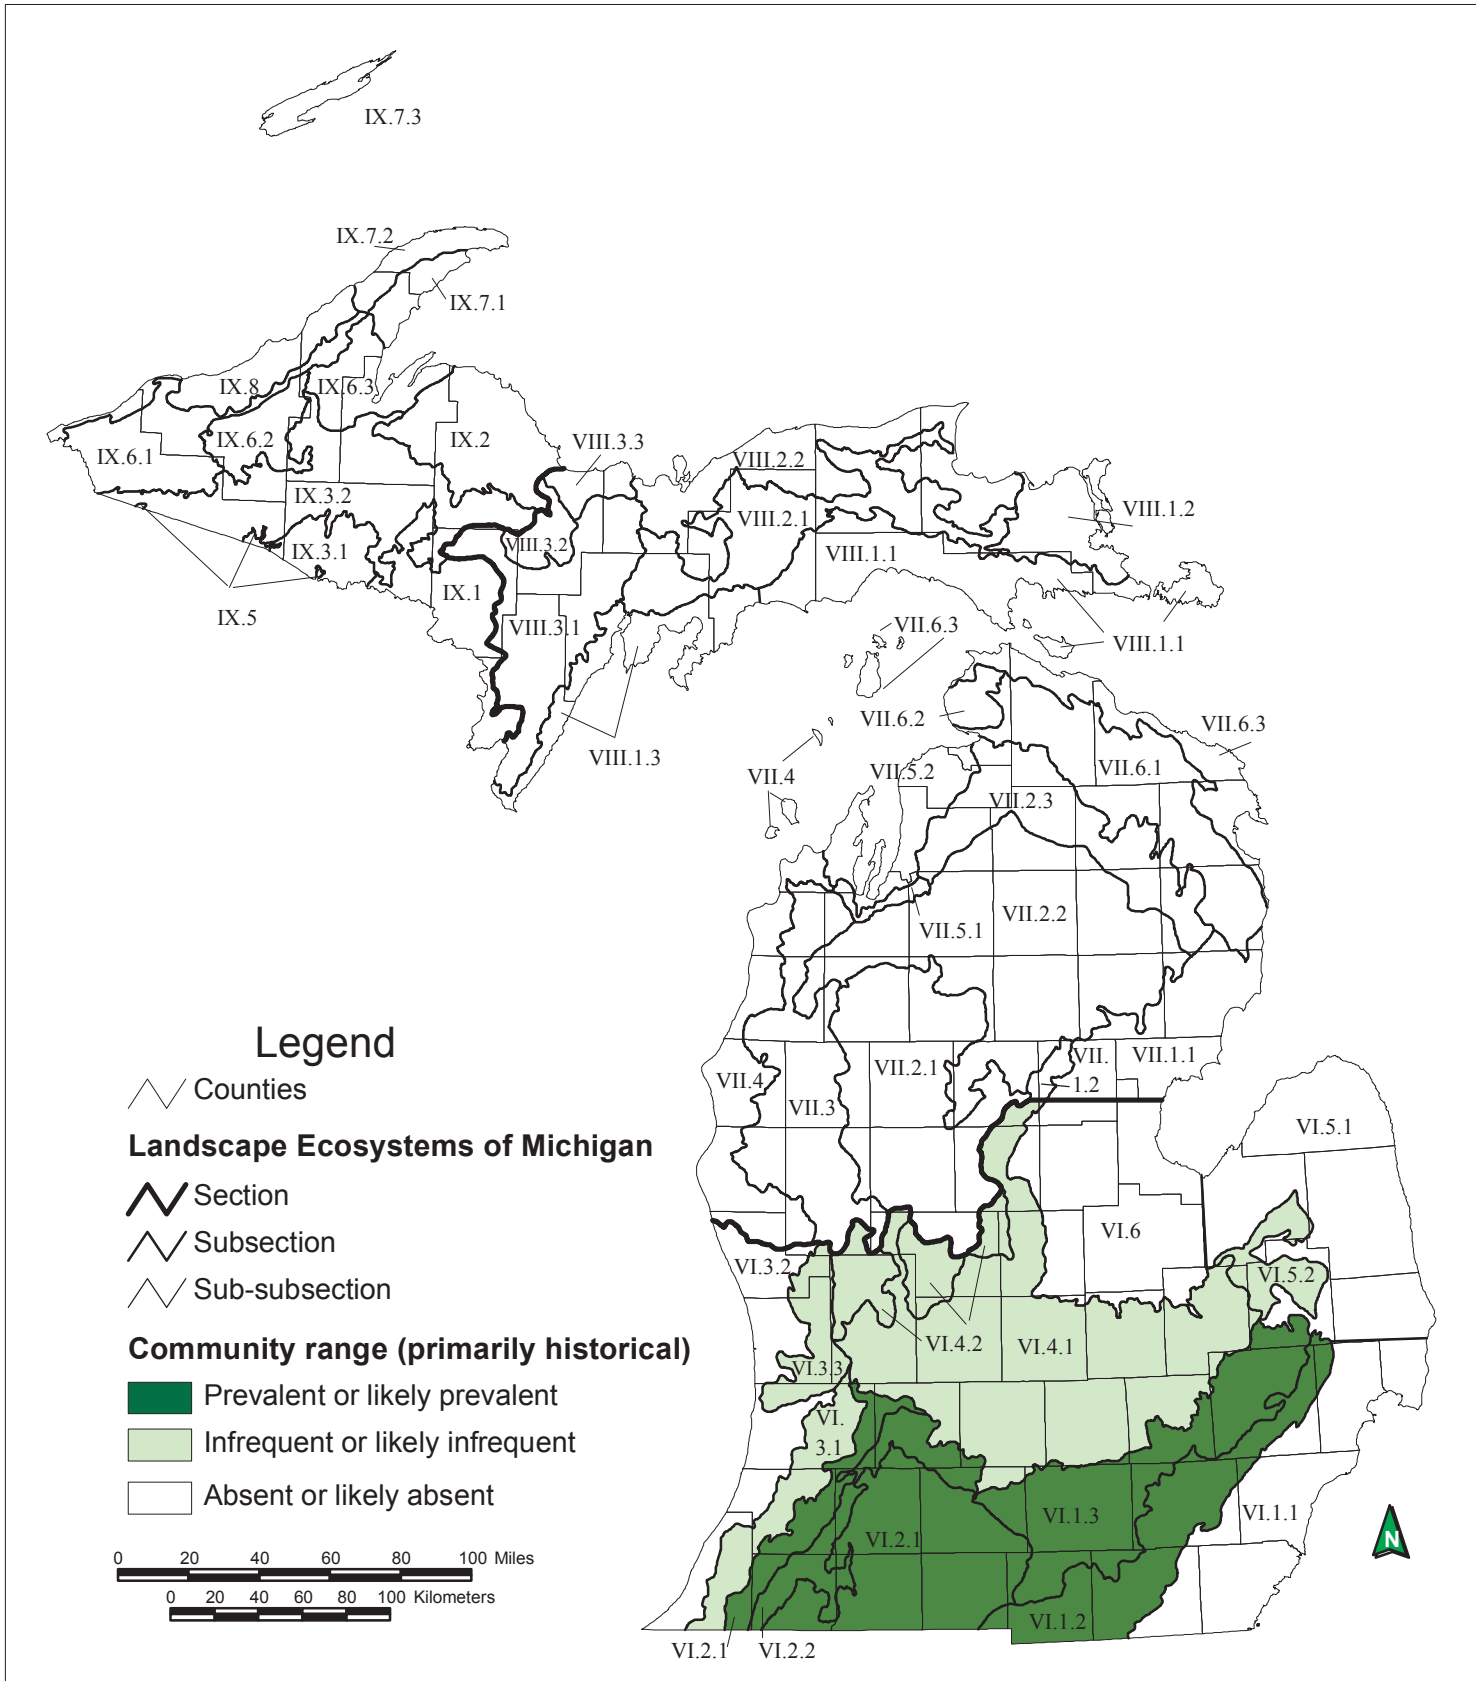 IX.7.3
IX.7.2
IX.7.1
IX.8
IX.6.3
IX.6.2
IX.6.1
IX.2
VIII.3.3
VIII.2.2
IX.3.2
VIII.2.1
VIII.1.2
IX.3.1
VIII.3.2
VIII.1.1
IX.1
IX.5
VIII.3.1
VII.6.3
VIII.1.1
VII.6.2
VII.6.3
VIII.1.3
VII.4
VII.5.2
VII.6.1
VII.2.3
VII.2.2
VII.5.1
Legend
Counties
Landscape Ecosystems of Michigan
Section
Subsection
Sub-subsection
Community range (primarily historical)
Prevalent or likely prevalent
Infrequent or likely infrequent
Absent or likely absent
0 20 40 60 80 100 Miles
0 20 40 60 80 100 Kilometers
VII.4
VII.3
VII.2.1
VII.
1.2
VII.1.1
VI.5.1
VI.6
VI.3.2
VI.5.2
VI.4.2
VI.4.1
VI.3.3
VI.
3.1
VI.2.1
VI.1.3
VI.1.1
N
VI.1.2
VI.2.1
VI.2.2